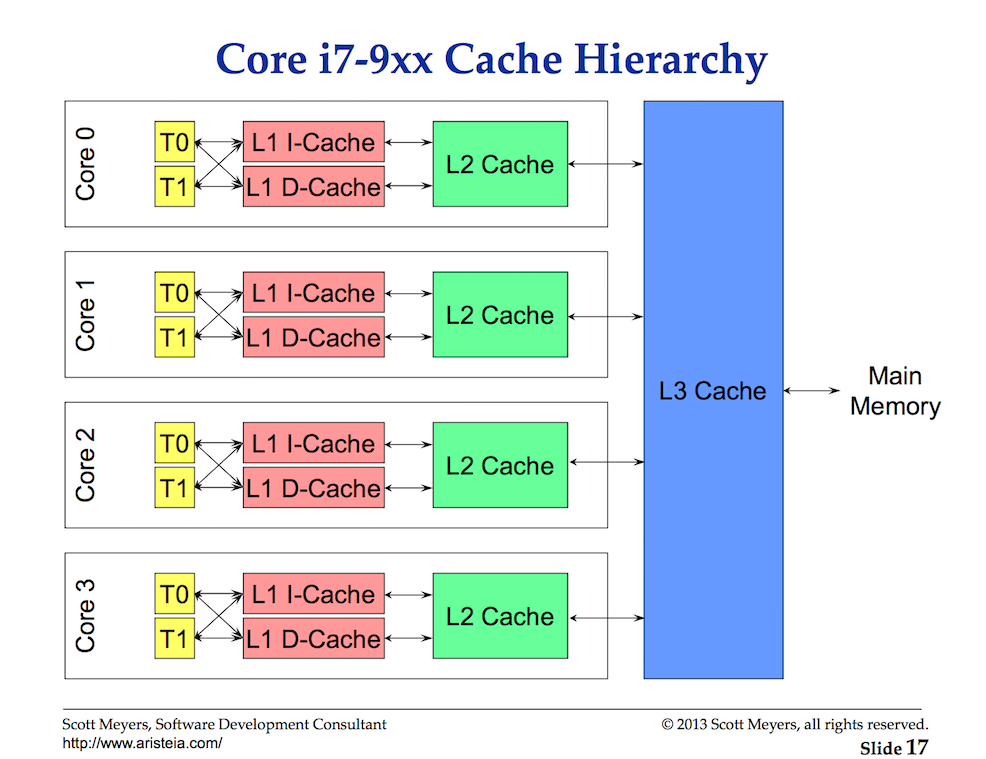 Core i7-9xx Cache Hierarchy
Core 0
T0
L1 I-Cache
T1
L1 D-Cache
L2 Cache
Core 1
T0
L1 I-Cache
T1
L1 D-Cache
L2 Cache
Core 2
T0
L1 I-Cache
T1
L1 D-Cache
L2 Cache
Core 3
T0
L1 I-Cache
T1
L1 D-Cache
L2 Cache
L3 Cache
Main
Memory
Scott Meyers, Software Development Consultant
http://www.aristeia.com/
© 2013 Scott Meyers, all rights reserved.
Slide 17